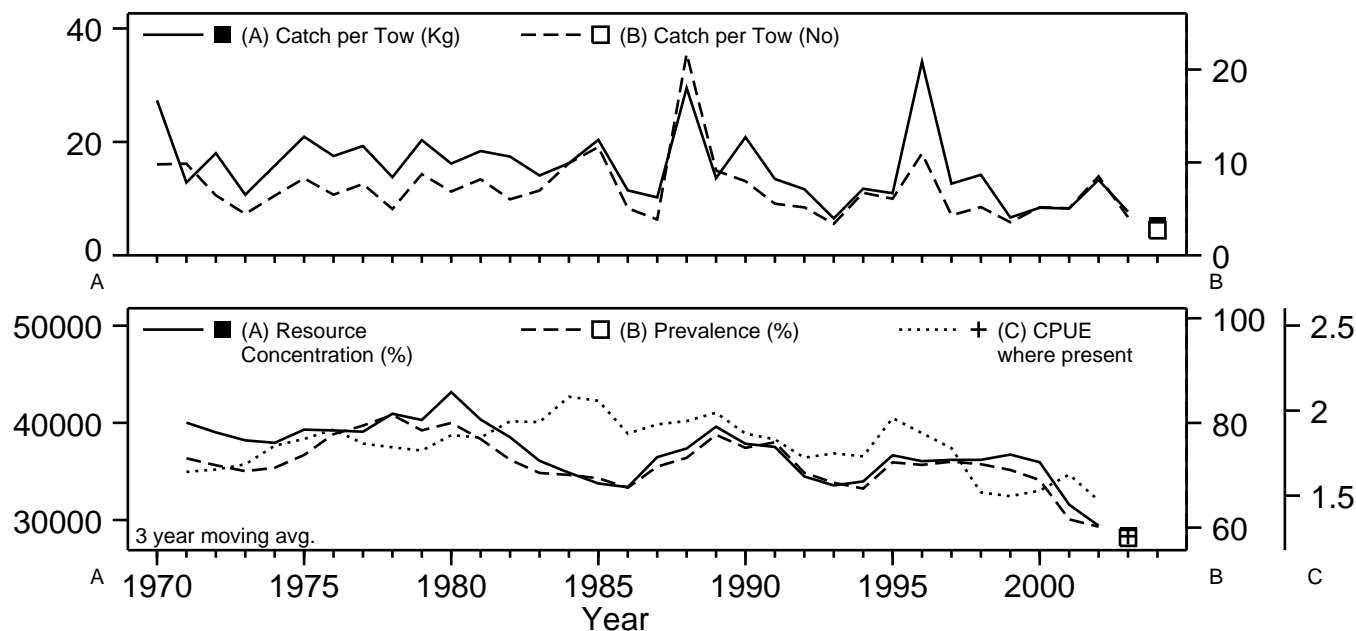 40
20
0
A
(A) Catch per Tow (Kg)
(B) Catch per Tow (No)
20
10
0
B
50000
40000
30000
A
(A) Resource
Concentration (%)
(B) Prevalence (%)
(C) CPUE
where present
3 year moving avg.
100
80
60
B
2.5
2
1.5
C
1970
1975
1980
1985
1990
1995
2000
Year